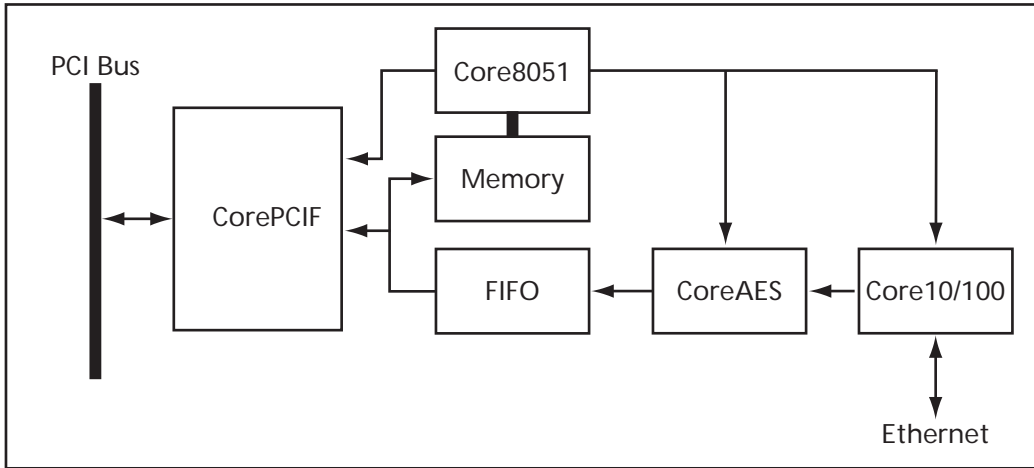 PCI Bus
Core8051
Memory
CorePCIF
FIFO
CoreAES
Core10/100
Ethernet